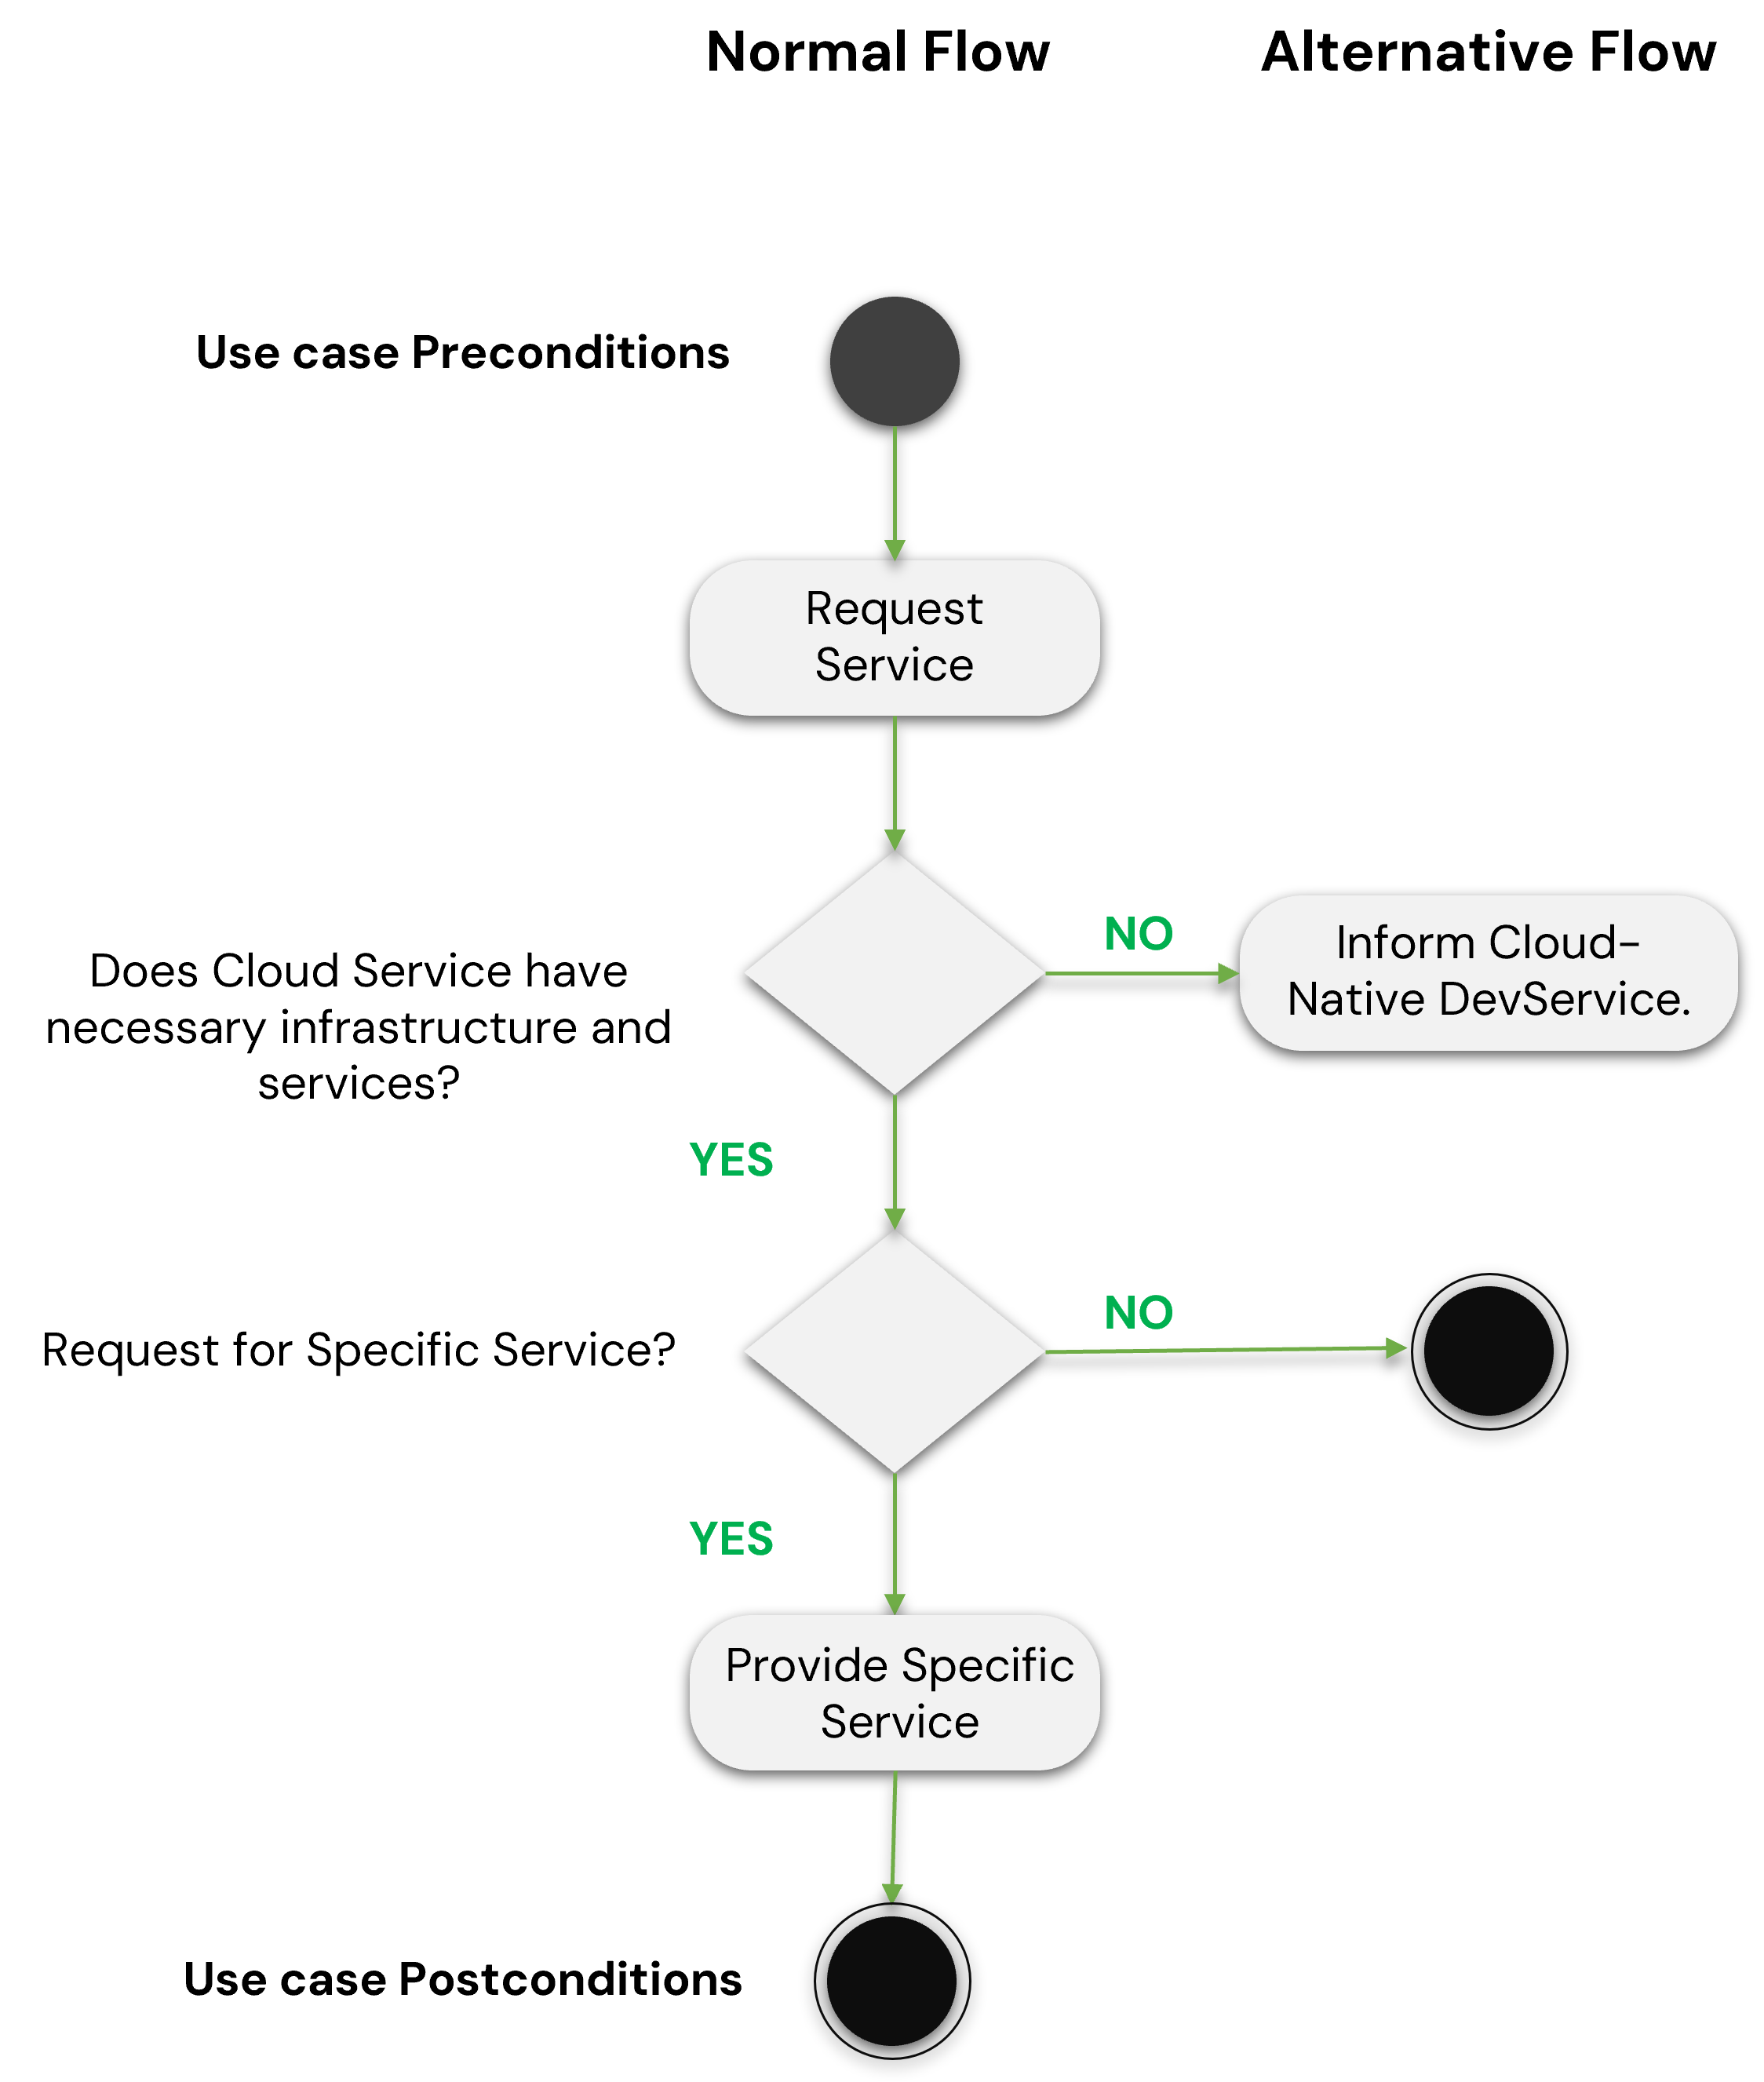 Normal Flow
Alternative Flow
Use case Preconditions
Request
Service
Does Cloud Service have
necessary infrastructure and
services?
NO
Inform Cloud-
Native DevService.
YES
Request for Specific Service?
NO
YES
Provide Specific
Service
Use case Postconditions